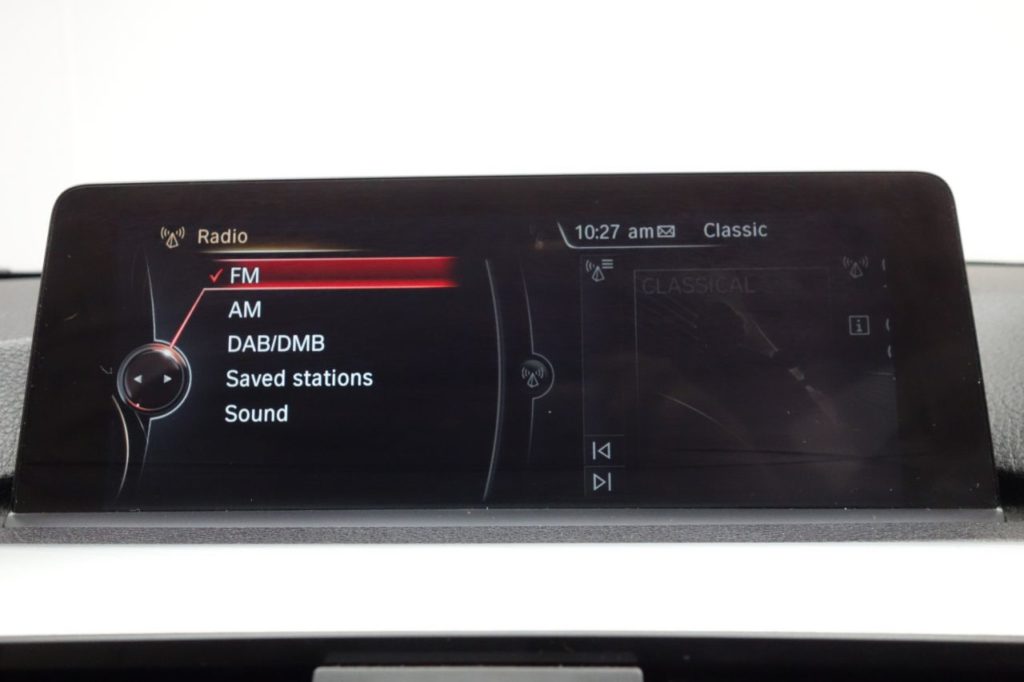 Radio
FM
AM
DAB/DMB
Saved stations
Sound
10:27 am Classic
CLASSICAL